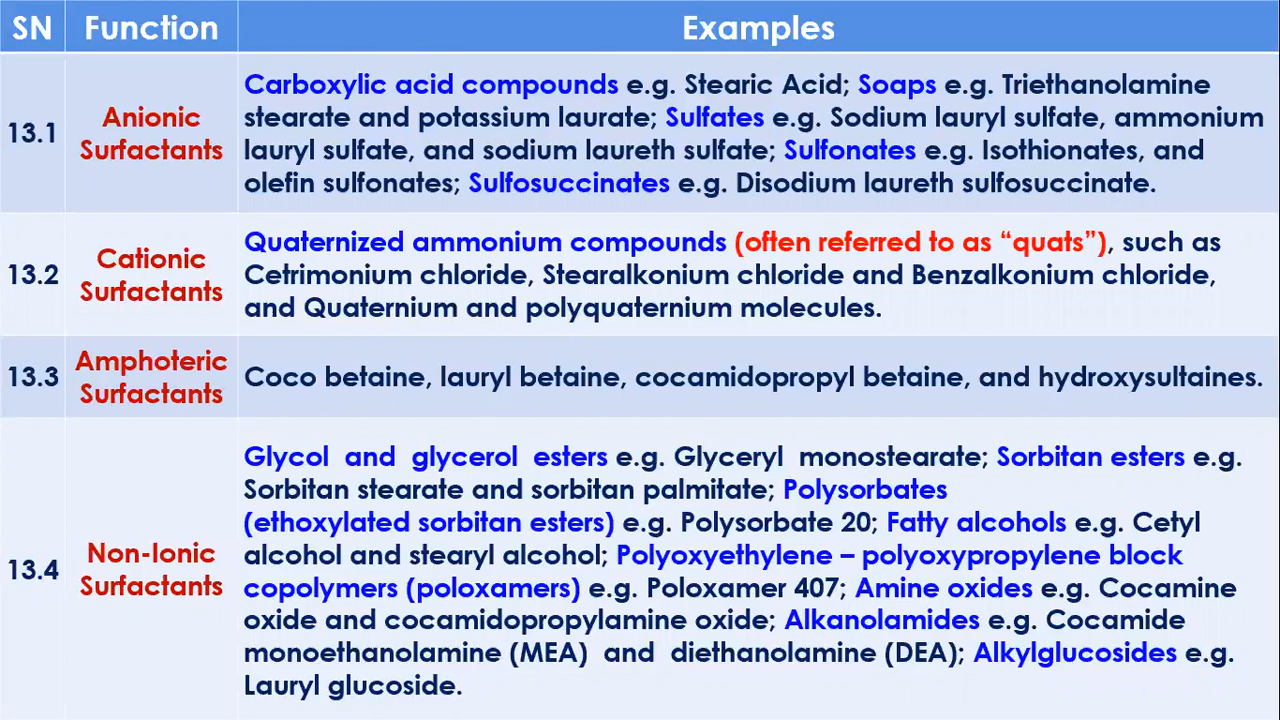 SN Function Examples
13.1
Anionic
Surfactants
Carboxylic acid compounds e.g. Stearic Acid; Soaps e.g. Triethanolamine
stearate and potassium laurate; Sulfates e.g. Sodium lauryl sulfate, ammonium
lauryl sulfate, and sodium laureth sulfate; Sulfonates e.g. Isothionates, and
olefin sulfonates; Sulfosuccinates e.g. Disodium laureth sulfosuccinate.
13.2
Cationic
Surfactants
Quaternized ammonium compounds (often referred to as “quats”), such as
Cetrimonium chloride, Stearalkonium chloride and Benzalkonium chloride,
and Quaternium and polyquaternium molecules.
13.3
Amphoteric
Surfactants
Coco betaine, lauryl betaine, cocamidopropyl betaine, and hydroxysultaines.
13.4
Non-Ionic
Surfactants
Glycol and glycerol esters e.g. Glyceryl monostearate; Sorbitan esters e.g.
Sorbitan stearate and sorbitan palmitate; Polysorbates
(ethoxylated sorbitan esters) e.g. Polysorbate 20; Fatty alcohols e.g. Cetyl
alcohol and stearyl alcohol; Polyoxyethylene – polyoxypropylene block
copolymers (poloxamers) e.g. Poloxamer 407; Amine oxides e.g. Cocamine
oxide and cocamidopropylamine oxide; Alkanolamides e.g. Cocamide
monoethanolamine (MEA) and diethanolamine (DEA); Alkylglucosides e.g.
Lauryl glucoside.